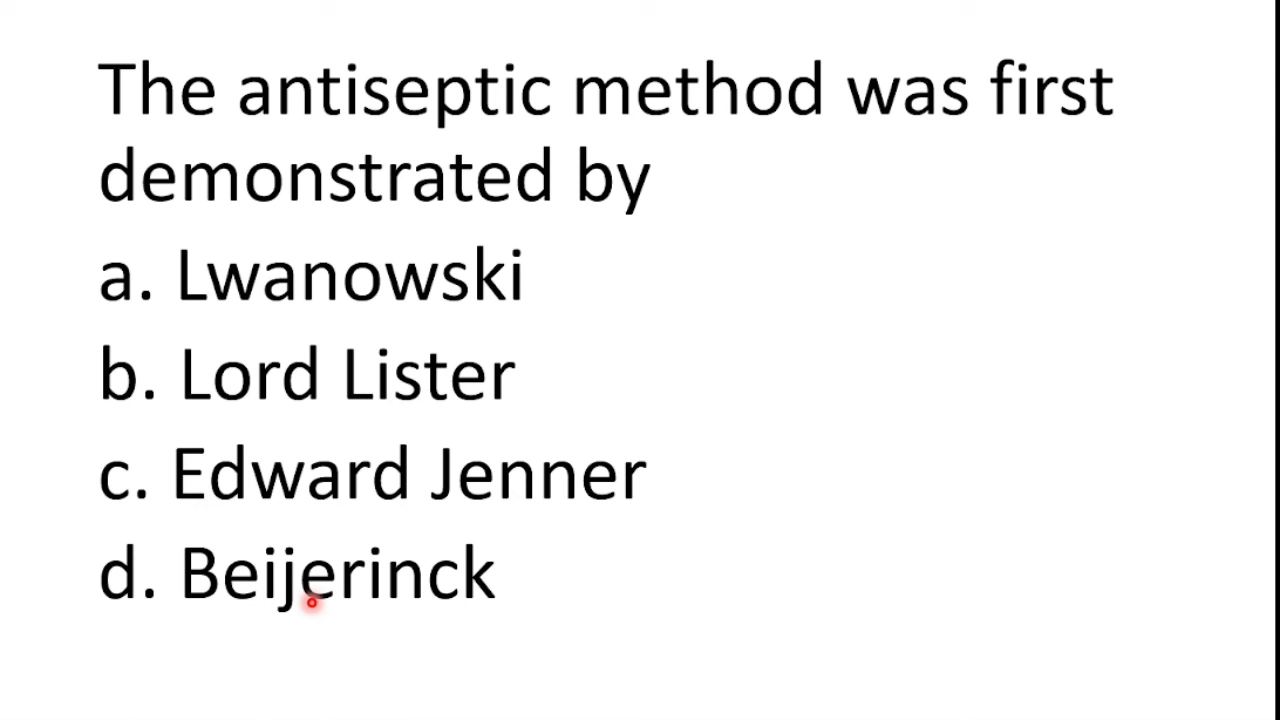 The antiseptic method was first
demonstrated by
a. Lwanowski
b. Lord Lister
c. Edward Jenner
d. Beijerinck